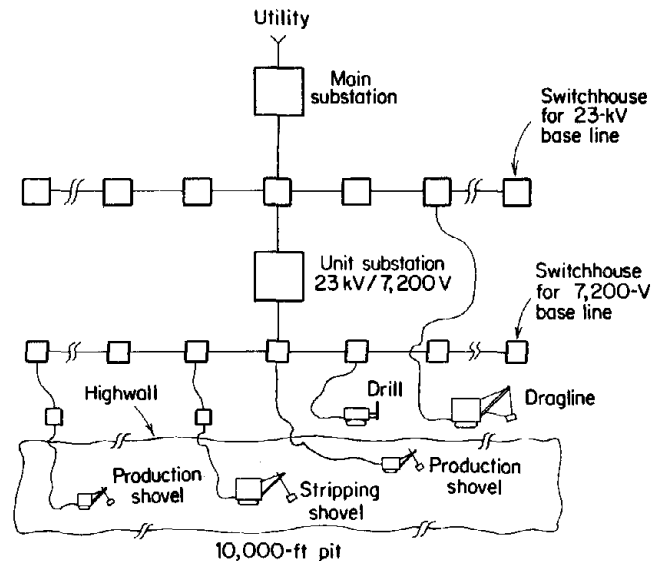 Utility
Main
substation
Switchhouse
for 23-kV
base line
Unit substation
23 kV/7,200 V
Switchhouse
for 7,200-V
base line
Highwall
Drill
Dragline
Production
shovel
Stripping
shovel
Production
shovel
10,000-ft pit